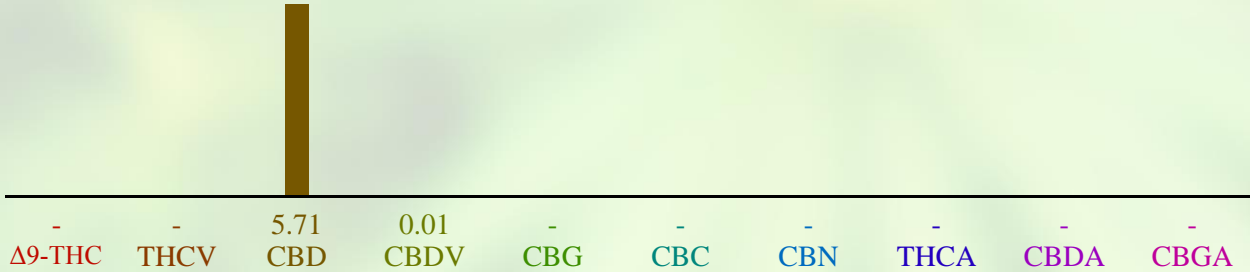 - - 5.71 0.01 - - - - - -
Δ9-THC THCV CBD CBDV CBG CBC CBN THCA CBDA CBGA